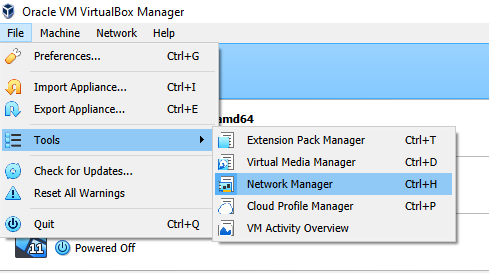 Oracle VM VirtualBox Manager
File Machine Network Help
Preferences... Ctrl+G
Import Appliance... Ctrl+I
Export Appliance... Ctrl+E
amd64
Tools
Extension Pack Manager Ctrl+T
Virtual Media Manager Ctrl+D
Network Manager Ctrl+H
Cloud Profile Manager Ctrl+P
VM Activity Overview
Check for Updates...
Reset All Warnings
Quit Ctrl+Q
11 Powered Off